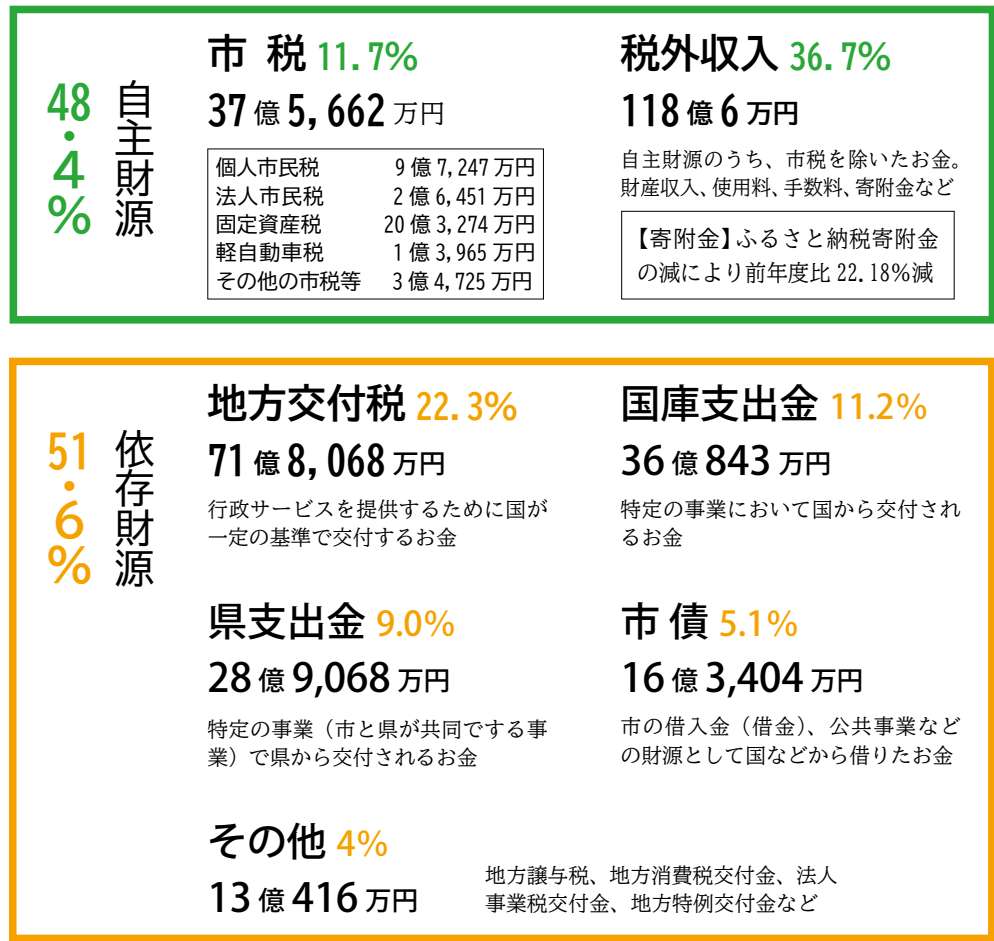 48.4%
自主財源
市 税 11.7%
37億5,662万円
個人市民税 9億7,247万円
法人市民税 2億6,451万円
固定資産税 20億3,274万円
軽自動車税 1億3,965万円
その他の市税等 3億4,725万円
税外収入 36.7%
118億6万円
自主財源のうち、市税を除いたお金。
財産収入、使用料、手数料、寄附金など
【寄附金】ふるさと納税寄附金
の減により前年度比22.18%減
51.6%
依存財源
地方交付税 22.3%
71億8,068万円
行政サービスを提供するために国が
一定の基準で交付するお金
国庫支出金 11.2%
36億843万円
特定の事業において国から交付され
るお金
県支出金 9.0%
28億9,068万円
特定の事業（市と県が共同でする事
業）で県から交付されるお金
市 債 5.1%
16億3,404万円
市の借入金（借金）、公共事業など
の財源として国などから借りたお金
その他 4%
13億416万円
地方譲与税、地方消費税交付金、法人
事業税交付金、地方特例交付金など